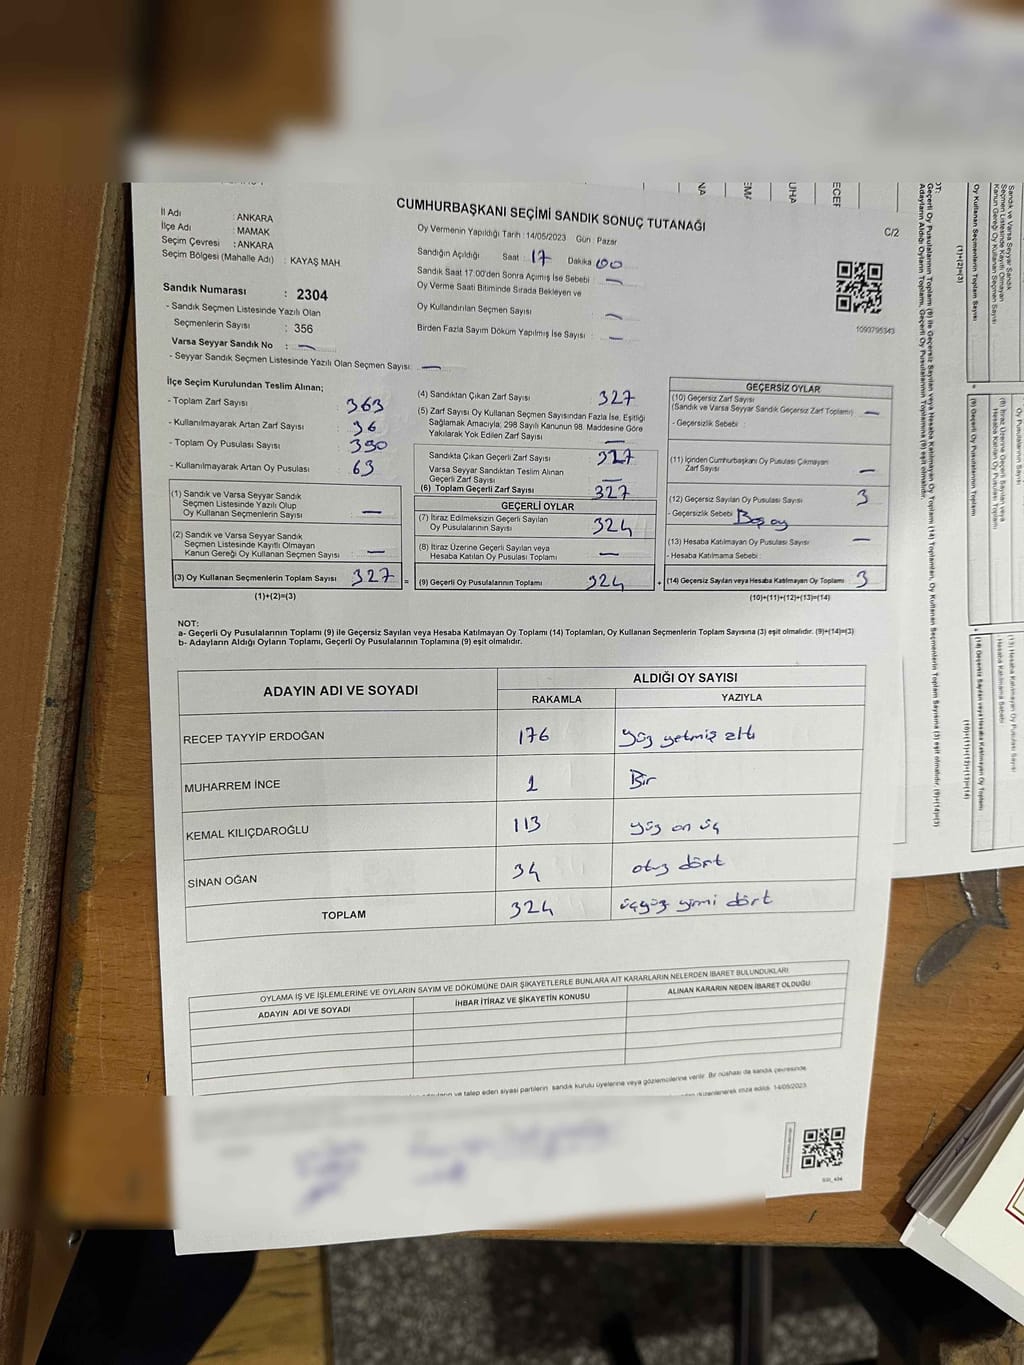 CUMHURBAŞKANI SEÇİMİ SANDIK SONUÇ TUTANAĞI
C/2
İl Adı : ANKARA
İlçe Adı : MAMAK
Seçim Çevresi : ANKARA
Seçim Bölgesi (Mahalle Adı) : KAYAŞ MAH
Sandık Numarası : 2304
- Sandık Seçmen Listesinde Yazılı Olan
Seçmenlerin Sayısı : 356
Varsa Seyyar Sandık No : —
- Seyyar Sandık Seçmen Listesinde Yazılı Olan Seçmen Sayısı: —
Oy Vermenin Yapıldığı Tarih : 14/05/2023 Gün : Pazar
Sandığın Açıldığı Saat : 17 Dakika : 00
Sandık Saat 17.00'den Sonra Açımış İse Sebebi : —
Oy Verme Saati Bitiminde Sırada Bekleyen ve
Oy Kullandırılan Seçmen Sayısı : —
Birden Fazla Sayım Döküm Yapılmış İse Sayısı : —
1093795343
İlçe Seçim Kurulundan Teslim Alınan;
- Toplam Zarf Sayısı : 363
- Kullanılmayarak Artan Zarf Sayısı : 36
- Toplam Oy Pusulası Sayısı : 390
- Kullanılmayarak Artan Oy Pusulası : 63
(1) Sandık ve Varsa Seyyar Sandık
Seçmen Listesinde Yazılı Olup
Oy Kullanan Seçmenlerin Sayısı : —
(2) Sandık ve Varsa Seyyar Sandık
Seçmen Listesinde Kayıtlı Olmayan
Kanun Gereği Oy Kullanan Seçmen Sayısı : —
(3) Oy Kullanan Seçmenlerin Toplam Sayısı : 327 =
(1)+(2)=(3)
(4) Sandıktan Çıkan Zarf Sayısı : 327
(5) Zarf Sayısı Oy Kullanan Seçmen Sayısından Fazla İse, Eşitliği
Sağlamak Amacıyla; 298 Sayılı Kanunun 98. Maddesine Göre
Yakılarak Yok Edilen Zarf Sayısı : —
Sandıkta Çıkan Geçerli Zarf Sayısı : 327
Varsa Seyyar Sandıktan Teslim Alınan
Geçerli Zarf Sayısı : —
(6) Toplam Geçerli Zarf Sayısı : 327
GEÇERLİ OYLAR
(7) İtiraz Edilmeksizin Geçerli Sayılan
Oy Pusulalarının Sayısı : 324
(8) İtiraz Üzerine Geçerli Sayılan veya
Hesaba Katılan Oy Pusulası Toplamı : —
(9) Geçerli Oy Pusulalarının Toplamı : 324 +
GEÇERSİZ OYLAR
(10) Geçersiz Zarf Sayısı
(Sandık ve Varsa Seyyar Sandık Geçersiz Zarf Toplamı) : —
- Geçersizlik Sebebi :
(11) İçinden Cumhurbaşkanı Oy Pusulası Çıkmayan
Zarf Sayısı : —
(12) Geçersiz Sayılan Oy Pusulası Sayısı : 3
- Geçersizlik Sebebi : Boş oy
(13) Hesaba Katılmayan Oy Pusulası Sayısı : —
- Hesaba Katılmama Sebebi :
(14) Geçersiz Sayılan veya Hesaba Katılmayan Oy Toplamı : 3
(10)+(11)+(12)+(13)=(14)
NOT:
a- Geçerli Oy Pusulalarının Toplamı (9) ile Geçersiz Sayılan veya Hesaba Katılmayan Oy Toplamı (14) Toplamları, Oy Kullanan Seçmenlerin Toplam Sayısına (3) eşit olmalıdır. (9)+(14)=(3)
b- Adayların Aldığı Oyların Toplamı, Geçerli Oy Pusulalarının Toplamına (9) eşit olmalıdır.
ADAYIN ADI VE SOYADI ALDIĞI OY SAYISI
RAKAMLA YAZIYLA
RECEP TAYYİP ERDOĞAN 176 yüz yetmiş altı
MUHARREM İNCE 1 Bir
KEMAL KILIÇDAROĞLU 113 yüz on üç
SİNAN OĞAN 34 otuz dört
TOPLAM 324 üçyüz yirmi dört
OYLAMA İŞ VE İŞLEMLERİNE VE OYLARIN SAYIM VE DÖKÜMÜNE DAİR ŞİKAYETLERLE BUNLARA AİT KARARLARIN NELERDEN İBARET BULUNDUKLARI
ADAYIN ADI VE SOYADI İHBAR İTİRAZ VE ŞİKAYETİN KONUSU ALINAN KARARIN NEDEN İBARET OLDUĞU
ve talep eden siyasi partilerin sandık kurulu üyelerine veya gözlemcilerine verilir. Bir nüshası da sandık çevresinde
düzenlenerek imza edildi. 14/05/2023